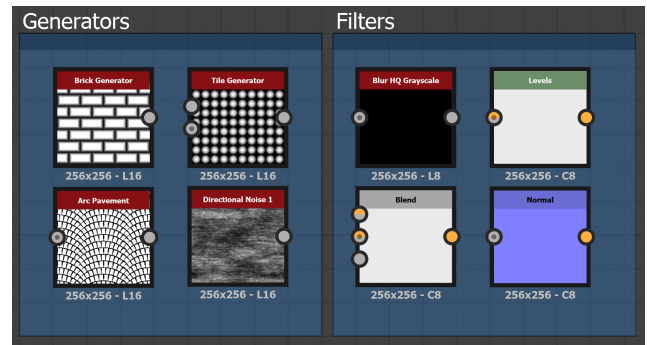 Generators
Filters
Brick Generator
Tile Generator
256x256 - L16
256x256 - L16
Arc Pavement
Directional Noise 1
256x256 - L16
256x256 - L16
Blur HQ Grayscale
Levels
256x256 - L8
256x256 - C8
Blend
Normal
256x256 - C8
256x256 - C8